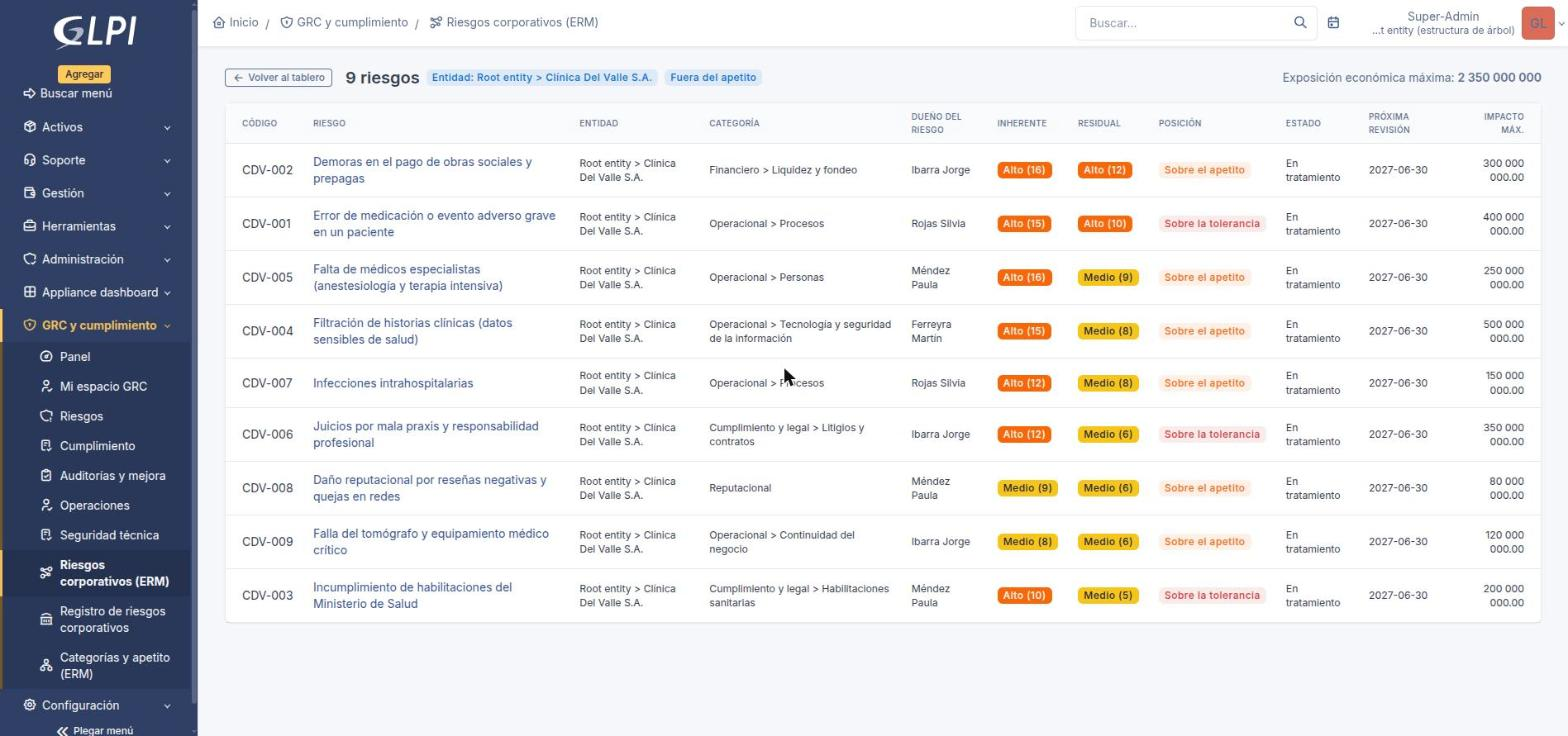 GLPI
Agregar
Buscar menú
Activos
Soporte
Gestión
Herramientas
Administración
Appliance dashboard
GRC y cumplimiento
Panel
Mi espacio GRC
Riesgos
Cumplimiento
Auditorías y mejora
Operaciones
Seguridad técnica
Riesgos
corporativos (ERM)
Registro de riesgos
corporativos
Categorías y apetito
(ERM)
Configuración
Plegar menú
Inicio / GRC y cumplimiento / Riesgos corporativos (ERM)
Buscar...
Super-Admin
...t entity (estructura de árbol)
GL
Volver al tablero
9 riesgos
Entidad: Root entity > Clínica Del Valle S.A.
Fuera del apetito
Exposición económica máxima: 2 350 000 000
CÓDIGO
RIESGO
ENTIDAD
CATEGORÍA
DUEÑO DEL
RIESGO
INHERENTE
RESIDUAL
POSICIÓN
ESTADO
PRÓXIMA
REVISIÓN
IMPACTO
MÁX.
CDV-002
Demoras en el pago de obras sociales y
prepagas
Root entity > Clínica
Del Valle S.A.
Financiero > Liquidez y fondeo
Ibarra Jorge
Alto (16)
Alto (12)
Sobre el apetito
En
tratamiento
2027-06-30
300 000
000.00
CDV-001
Error de medicación o evento adverso grave
en un paciente
Root entity > Clínica
Del Valle S.A.
Operacional > Procesos
Rojas Silvia
Alto (15)
Alto (10)
Sobre la tolerancia
En
tratamiento
2027-06-30
400 000
000.00
CDV-005
Falta de médicos especialistas
(anestesiología y terapia intensiva)
Root entity > Clínica
Del Valle S.A.
Operacional > Personas
Méndez
Paula
Alto (16)
Medio (9)
Sobre el apetito
En
tratamiento
2027-06-30
250 000
000.00
CDV-004
Filtración de historias clínicas (datos
sensibles de salud)
Root entity > Clínica
Del Valle S.A.
Operacional > Tecnología y seguridad
de la información
Ferreyra
Martín
Alto (15)
Medio (8)
Sobre el apetito
En
tratamiento
2027-06-30
500 000
000.00
CDV-007
Infecciones intrahospitalarias
Root entity > Clínica
Del Valle S.A.
Operacional > Procesos
Rojas Silvia
Alto (12)
Medio (8)
Sobre el apetito
En
tratamiento
2027-06-30
150 000
000.00
CDV-006
Juicios por mala praxis y responsabilidad
profesional
Root entity > Clínica
Del Valle S.A.
Cumplimiento y legal > Litigios y
contratos
Ibarra Jorge
Alto (12)
Medio (6)
Sobre la tolerancia
En
tratamiento
2027-06-30
350 000
000.00
CDV-008
Daño reputacional por reseñas negativas y
quejas en redes
Root entity > Clínica
Del Valle S.A.
Reputacional
Méndez
Paula
Medio (9)
Medio (6)
Sobre el apetito
En
tratamiento
2027-06-30
80 000
000.00
CDV-009
Falla del tomógrafo y equipamiento médico
crítico
Root entity > Clínica
Del Valle S.A.
Operacional > Continuidad del
negocio
Ibarra Jorge
Medio (8)
Medio (6)
Sobre el apetito
En
tratamiento
2027-06-30
120 000
000.00
CDV-003
Incumplimiento de habilitaciones del
Ministerio de Salud
Root entity > Clínica
Del Valle S.A.
Cumplimiento y legal > Habilitaciones
sanitarias
Méndez
Paula
Alto (10)
Medio (5)
Sobre la tolerancia
En
tratamiento
2027-06-30
200 000
000.00